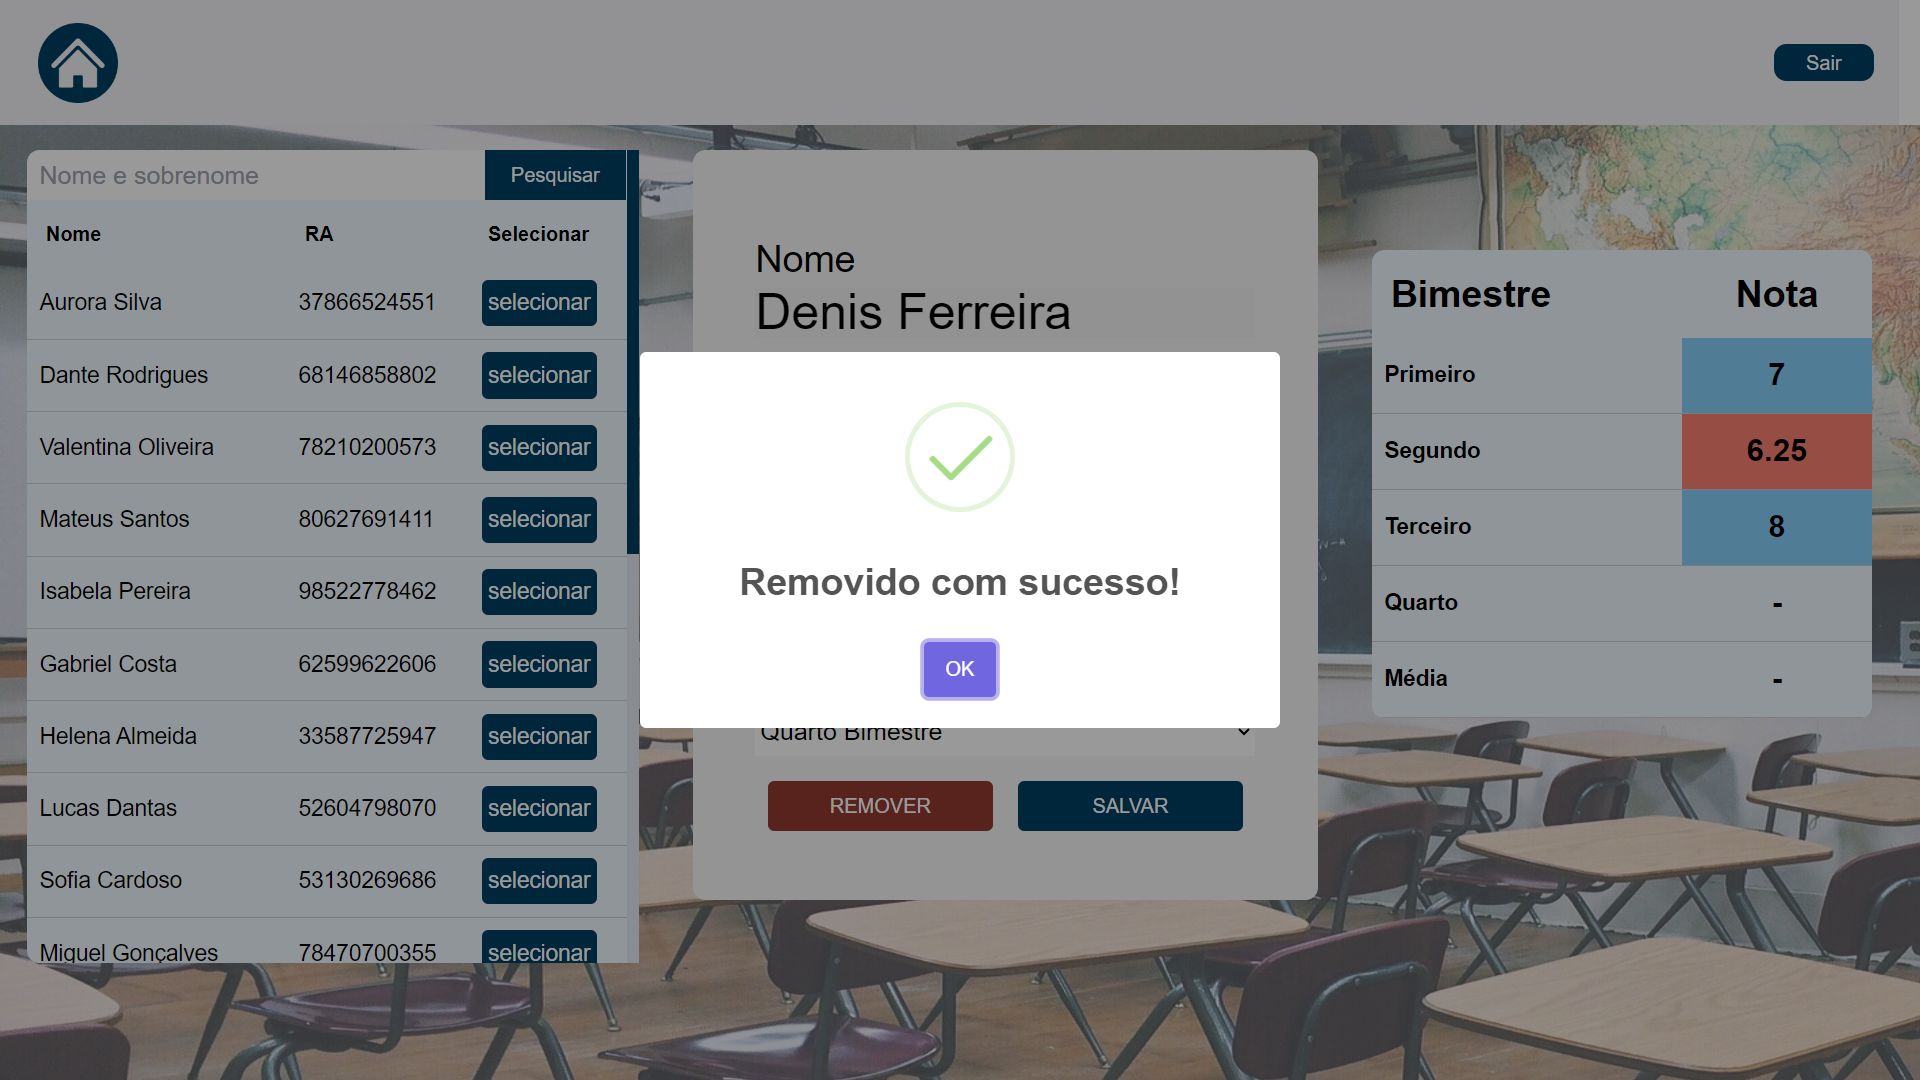 Sair
Nome e sobrenome Pesquisar
Nome RA Selecionar
Aurora Silva 37866524551 selecionar
Dante Rodrigues 68146858802 selecionar
Valentina Oliveira 78210200573 selecionar
Mateus Santos 80627691411 selecionar
Isabela Pereira 98522778462 selecionar
Gabriel Costa 62599622606 selecionar
Helena Almeida 33587725947 selecionar
Lucas Dantas 52604798070 selecionar
Sofia Cardoso 53130269686 selecionar
Miguel Gonçalves 78470700355 selecionar
Nome
Denis Ferreira
Removido com sucesso!
OK
Quarto Bimestre
REMOVER SALVAR
Bimestre Nota
Primeiro 7
Segundo 6.25
Terceiro 8
Quarto -
Média -